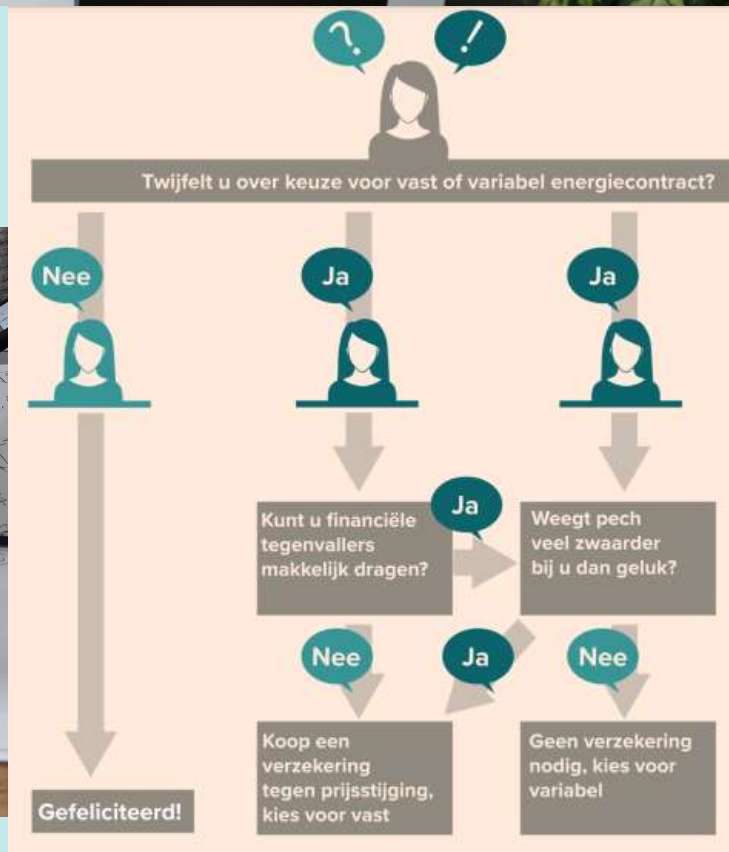 ? !
Twijfelt u over keuze voor vast of variabel energiecontract?
Nee
Ja
Ja
Kunt u financiële
tegenvallers
makkelijk dragen?
Ja
Weegt pech
veel zwaarder
bij u dan geluk?
Nee
Ja
Nee
Koop een
verzekering
tegen prijsstijging,
kies voor vast
Geen verzekering
nodig, kies voor
variabel
Gefeliciteerd!